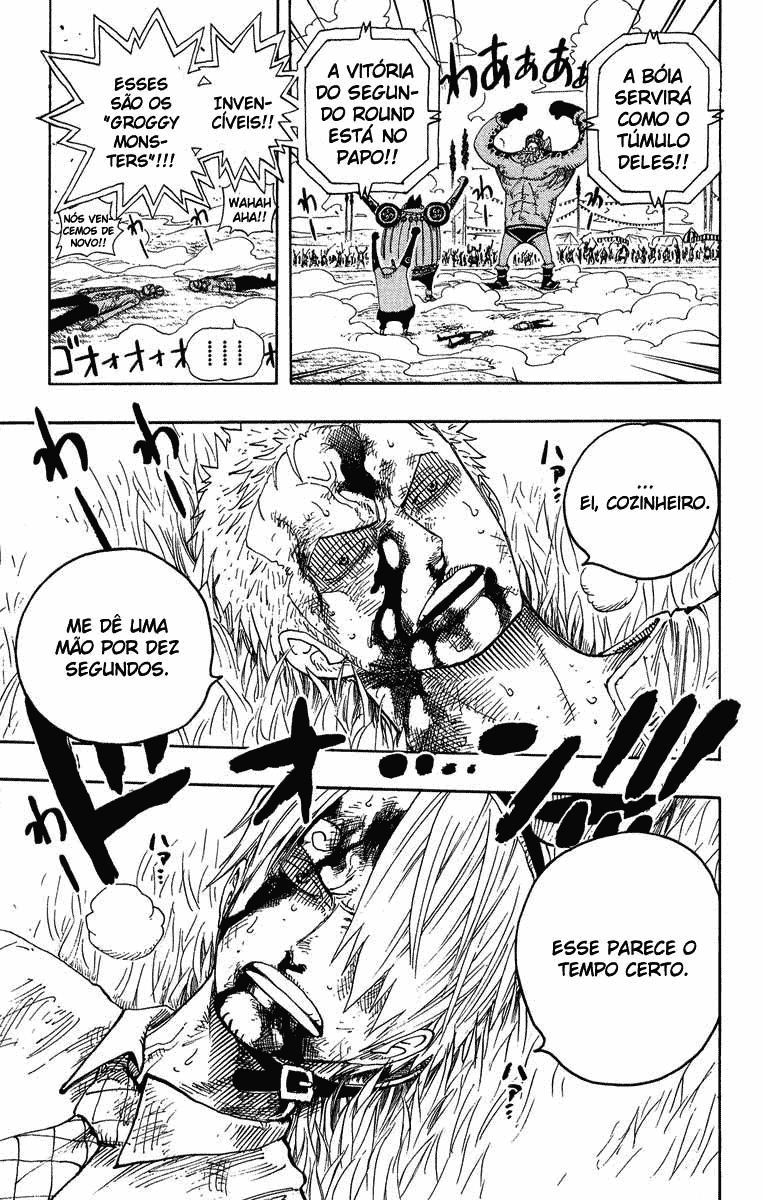 A BÓIA
SERVIRÁ
COMO O
TÚMULO
DELES!!
わあぁぁぁ
A VITÓRIA
DO SEGUN-
DO ROUND
ESTÁ NO
PAPO!!
INVEN-
CÍVEIS!!
ESSES
SÃO OS
"GROGGY
MONS-
TERS"!!!
WAHAH
AHA!!
NÓS VEN-
CEMOS DE
NOVO!!
ゴオォオォオ
...
EI, COZINHEIRO.
わ
わ
ハァ
ME DÊ UMA
MÃO POR DEZ
SEGUNDOS.
ドォ...!!!!
わ
ハァ
ESSE PARECE O
TEMPO CERTO.
わ
ハァ